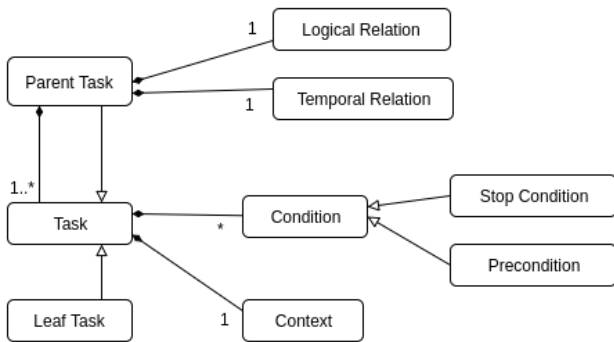 1
Logical Relation
Parent Task
1
Temporal Relation
1..*
Task
*
Condition
Stop Condition
Precondition
Leaf Task
1
Context